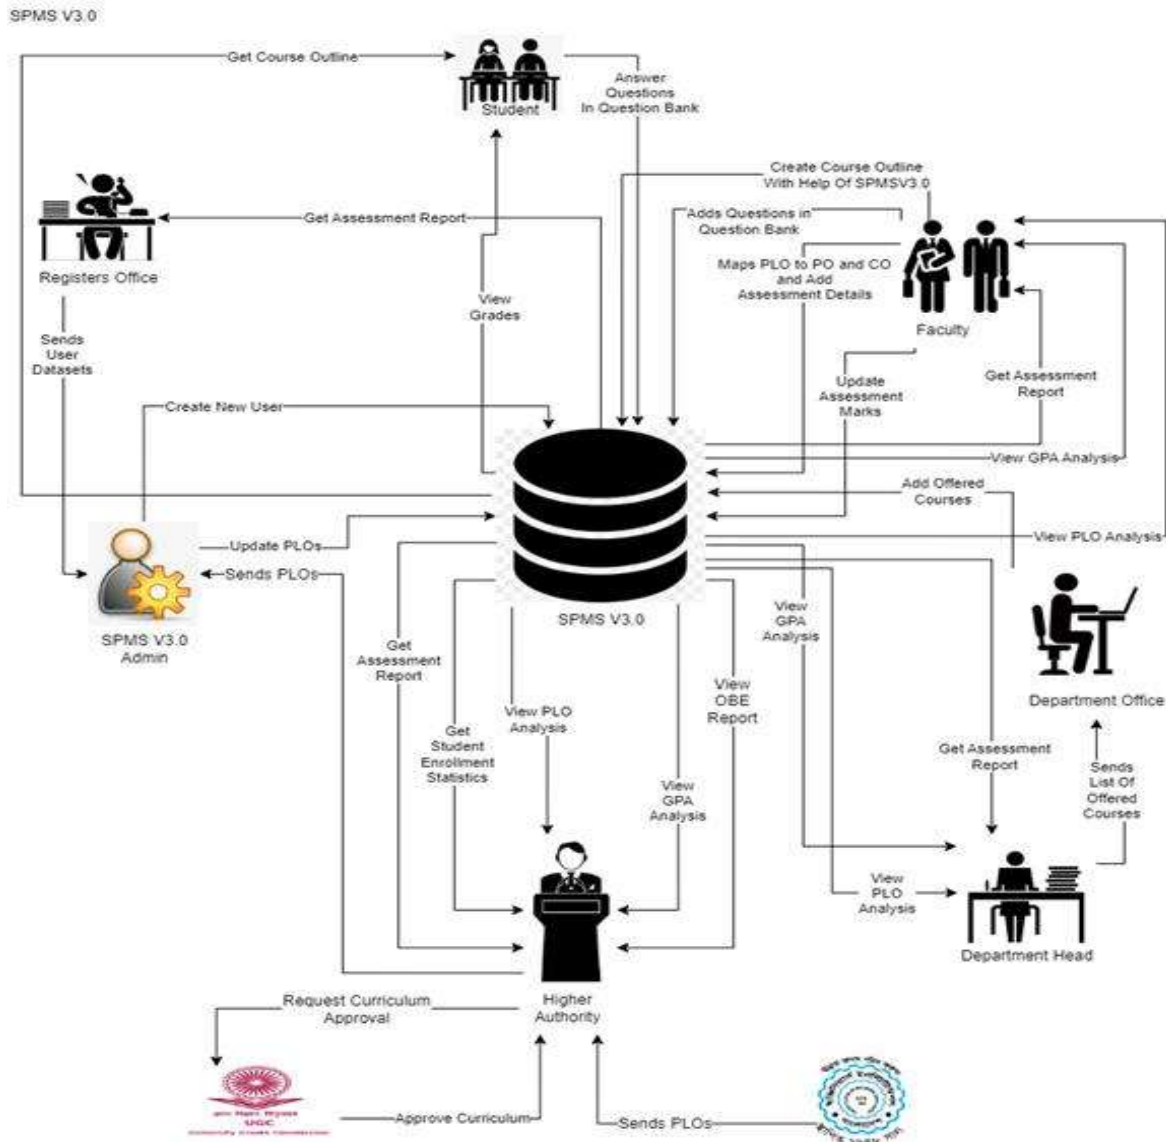 SPMS V3.0
Get Course Outline
Student
Answer
Questions
In Question Bank
Create Course Outline
With Help Of SPMSV3.0
Registers Office
Get Assessment Report
Adds Questions in
Question Bank
Maps PLO to PO and CO
and Add
Assessment Details
Faculty
View
Grades
Sends
User
Datasets
Update
Assessment
Marks
Get Assessment
Report
Create New User
View GPA Analysis
Add Offered
Courses
Update PLOs
View PLO Analysis
Sends PLOs
SPMS V3.0
Admin
SPMS V3.0
Get
Assessment
Report
View
GPA
Analysis
View
OBE
Report
View PLO
Analysis
Get
Student
Enrollment
Statistics
Department Office
Get Assessment
Report
Sends
List Of
Offered
Courses
View
GPA
Analysis
View
PLO
Analysis
Department Head
Higher
Authority
Request Curriculum
Approval
UGC
University Grants Commission
Approve Curriculum
Sends PLOs